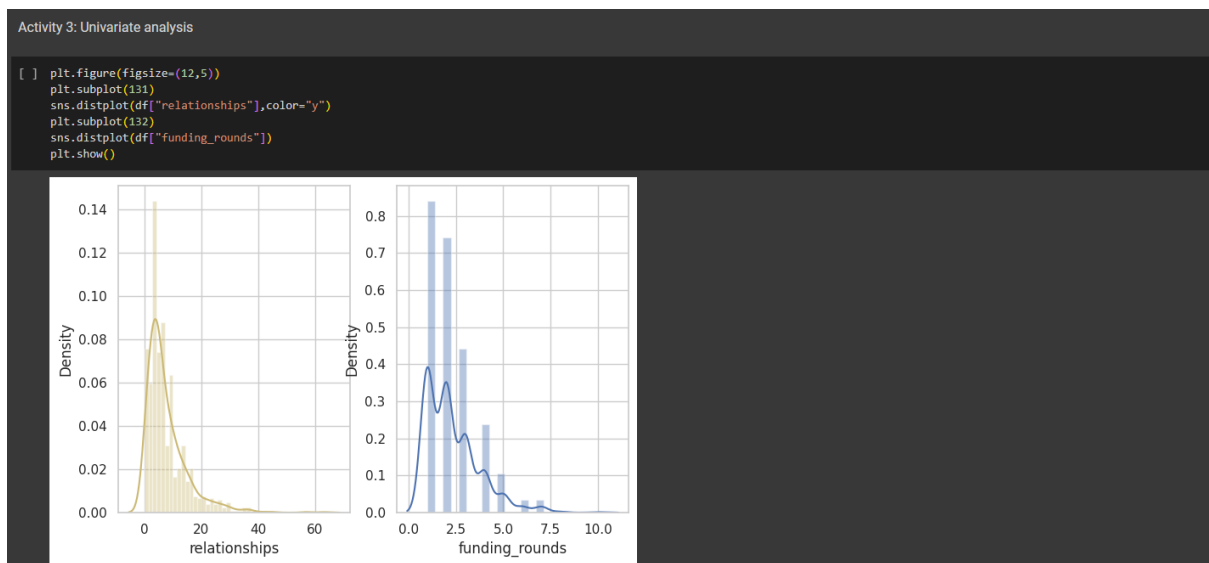 Activity 3: Univariate analysis
[ ] plt.figure(figsize=(12,5))
plt.subplot(131)
sns.distplot(df["relationships"],color="y")
plt.subplot(132)
sns.distplot(df["funding_rounds"])
plt.show()
0.14
0.12
0.10
0.08
0.06
0.04
0.02
0.00
Density
0 20 40 60
relationships
0.8
0.7
0.6
0.5
0.4
0.3
0.2
0.1
0.0
Density
0.0 2.5 5.0 7.5 10.0
funding_rounds